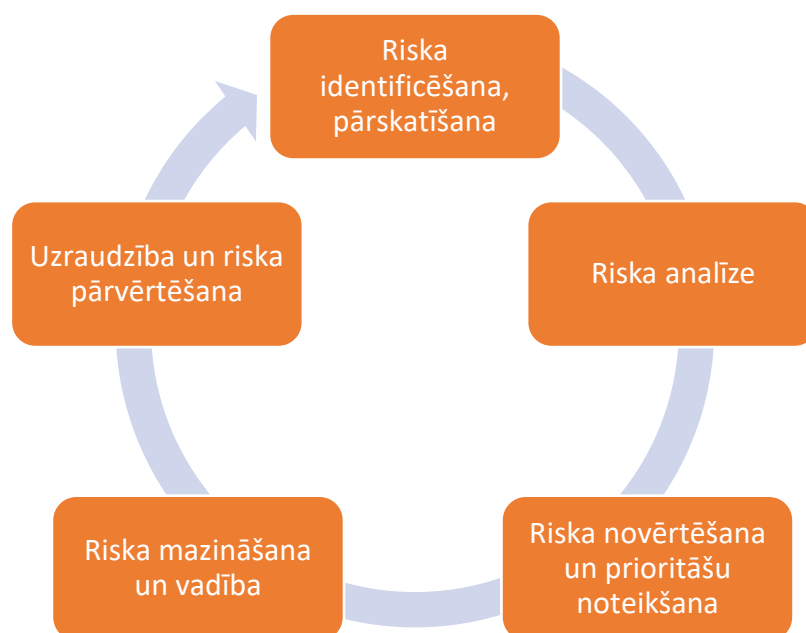 Riska
identificēšana,
pārskatīšana
Riska analīze
Riska novērtēšana
un prioritāšu
noteikšana
Riska mazināšana
un vadība
Uzraudzība un riska
pārvērtēšana